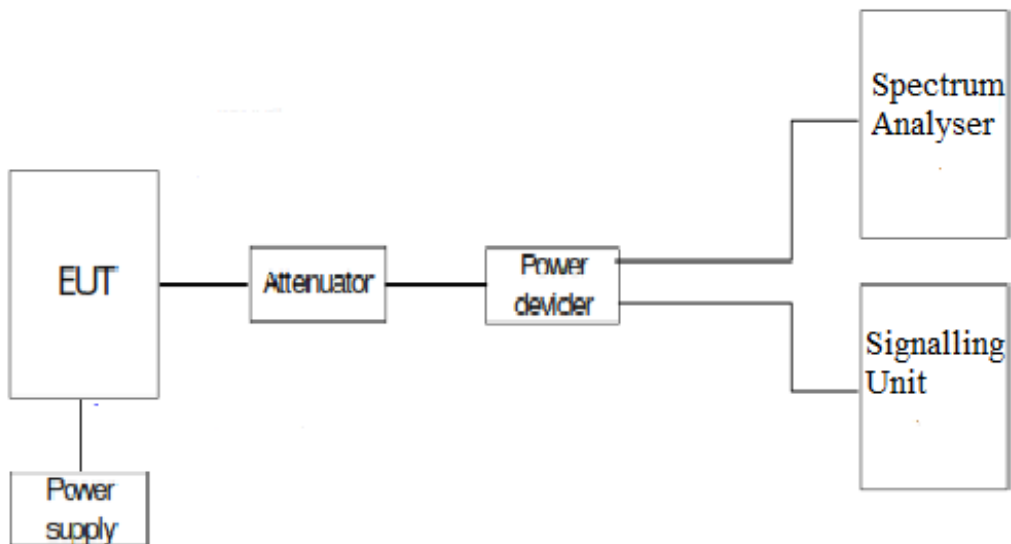 EUT
Attenuator
Power
devider
Spectrum
Analyser
Signalling
Unit
Power
supply